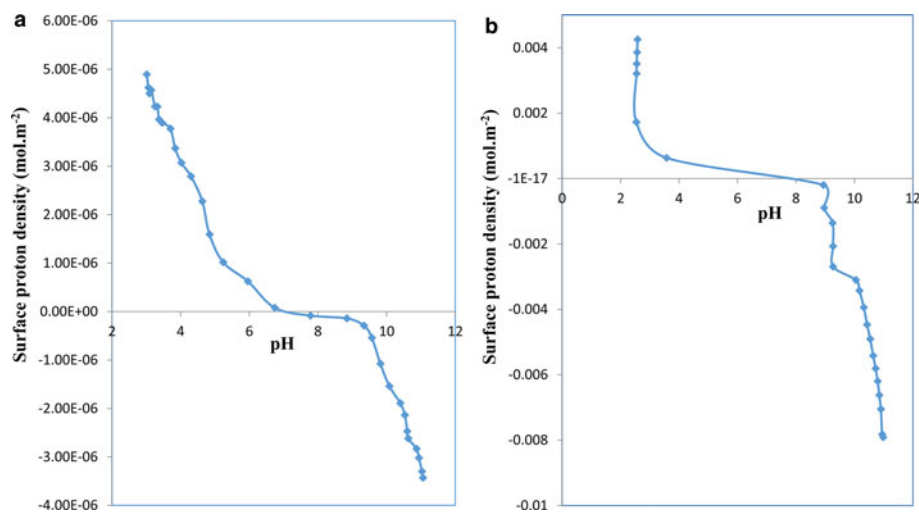 a
6.00E-06
5.00E-06
4.00E-06
3.00E-06
2.00E-06
1.00E-06
0.00E+00
-1.00E-06
-2.00E-06
-3.00E-06
-4.00E-06
2
4
6
8
10
12
pH
Surface proton density (mol.m⁻²)
b
0.004
0.002
-1E-17
-0.002
-0.004
-0.006
-0.008
-0.01
0
2
4
6
8
10
12
pH
Surface proton density (mol.m⁻²)